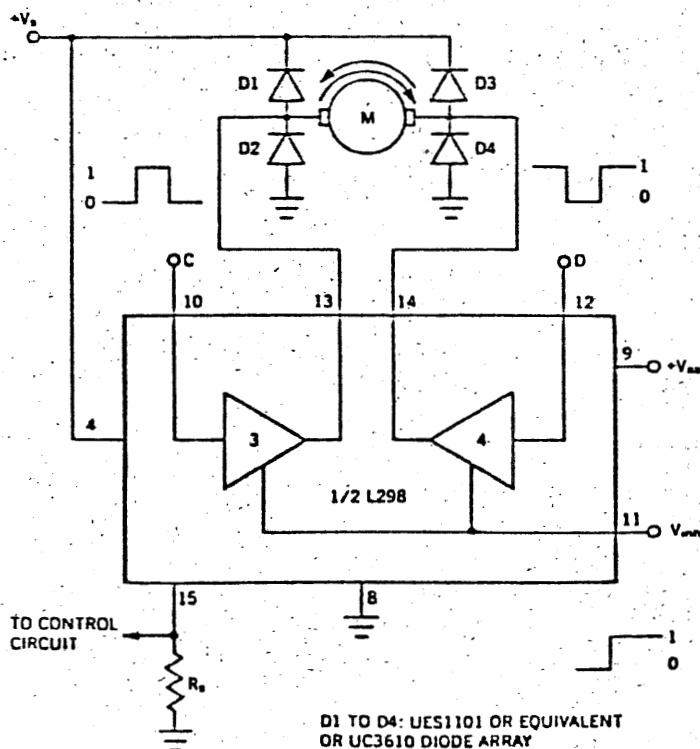 +Vs
D1
D3
M
D2
D4
1
0
1
0
C
D
10
13
14
12
9
+Vss
4
3
4
1/2 L298
11
15
8
TO CONTROL
CIRCUIT
1
0
Rs
D1 TO D4: UES1101 OR EQUIVALENT
OR UC3610 DIODE ARRAY